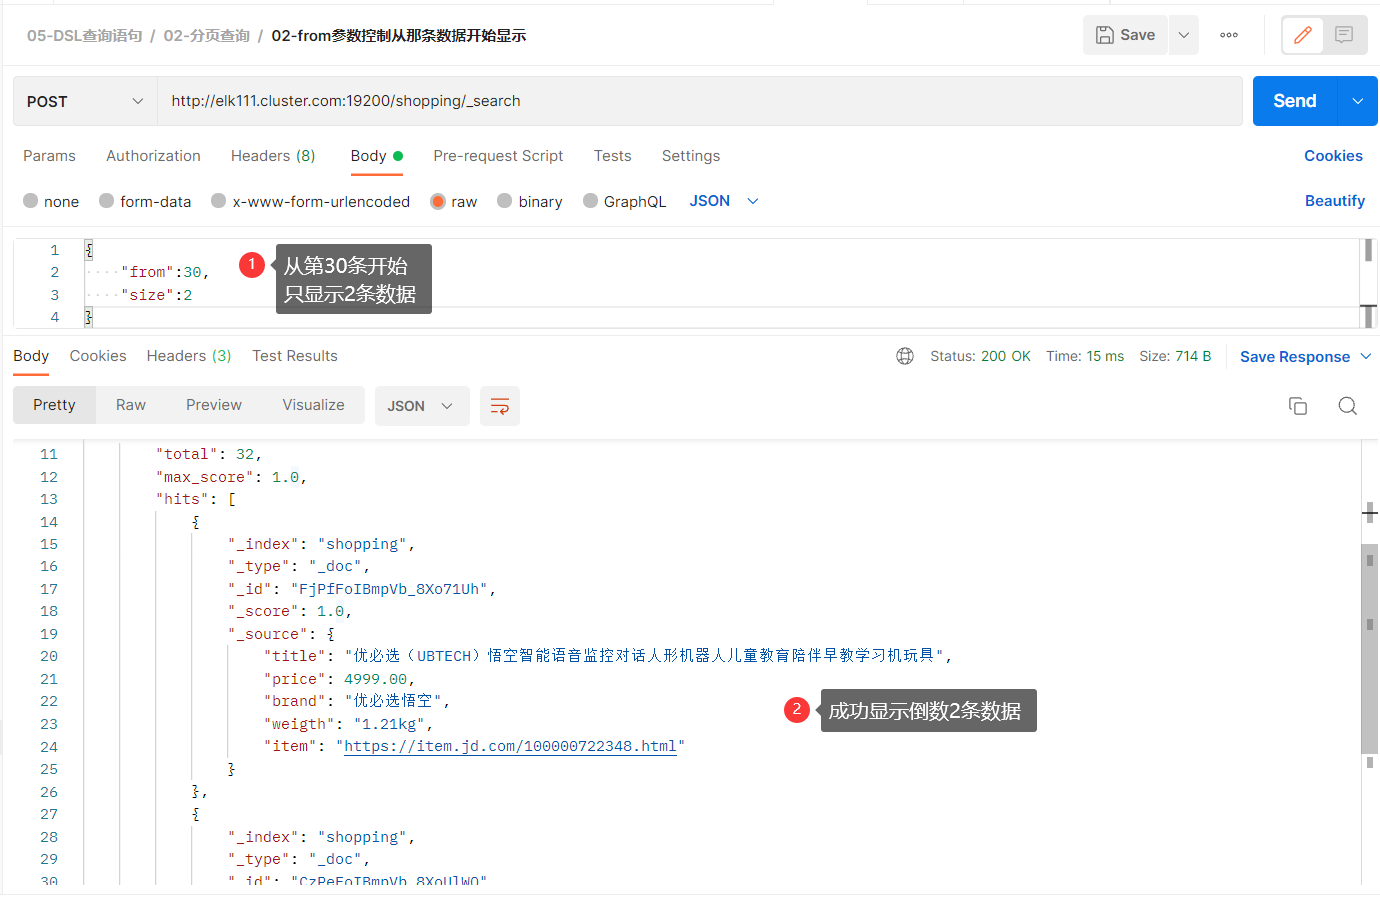 05-DSL查询语句 / 02-分页查询 / 02-from参数控制从那条数据开始显示
Save
POST
http://elk111.cluster.com:19200/shopping/_search
Send
Params Authorization Headers (8) Body Pre-request Script Tests Settings Cookies
none form-data x-www-form-urlencoded raw binary GraphQL JSON Beautify
1 {
2 ····"from":30,
3 ····"size":2
4 }
1 从第30条开始
只显示2条数据
Body Cookies Headers (3) Test Results Status: 200 OK Time: 15 ms Size: 714 B Save Response
Pretty Raw Preview Visualize JSON
11 "total": 32,
12 "max_score": 1.0,
13 "hits": [
14 {
15 "_index": "shopping",
16 "_type": "_doc",
17 "_id": "FjPfFoIBmpVb_8Xo71Uh",
18 "_score": 1.0,
19 "_source": {
20 "title": "优必选（UBTECH）悟空智能语音监控对话人形机器人儿童教育陪伴早教学习机玩具",
21 "price": 4999.00,
22 "brand": "优必选悟空",
23 "weigth": "1.21kg",
24 "item": "https://item.jd.com/100000722348.html"
25 }
2 成功显示倒数2条数据
26 },
27 {
28 "_index": "shopping",
29 "_type": "_doc",
30 "_id":